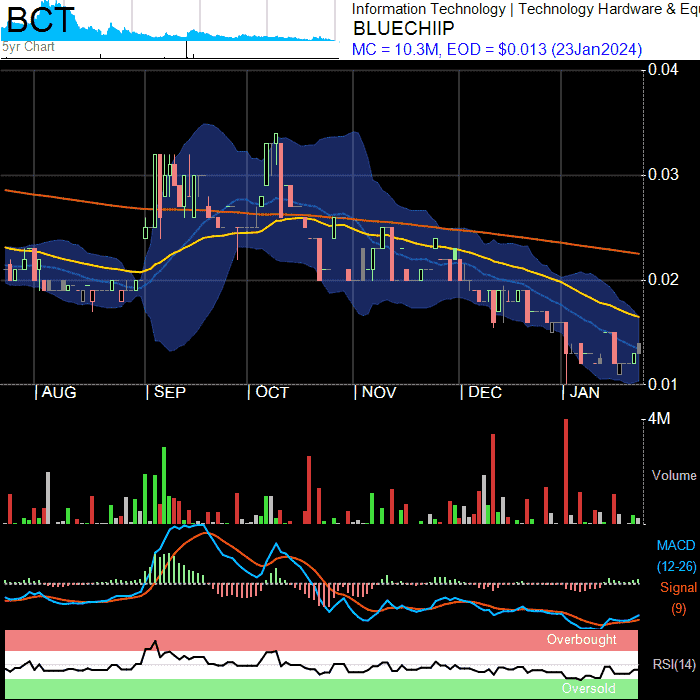 BCT
5yr Chart
Information Technology | Technology Hardware & Equ
BLUECHIIP
MC = 10.3M, EOD = $0.013 (23Jan2024)
0.04
0.03
0.02
0.01
| AUG | SEP | OCT | NOV | DEC | JAN
4M
Volume
MACD
(12-26)
Signal
(9)
Overbought
RSI(14)
Oversold